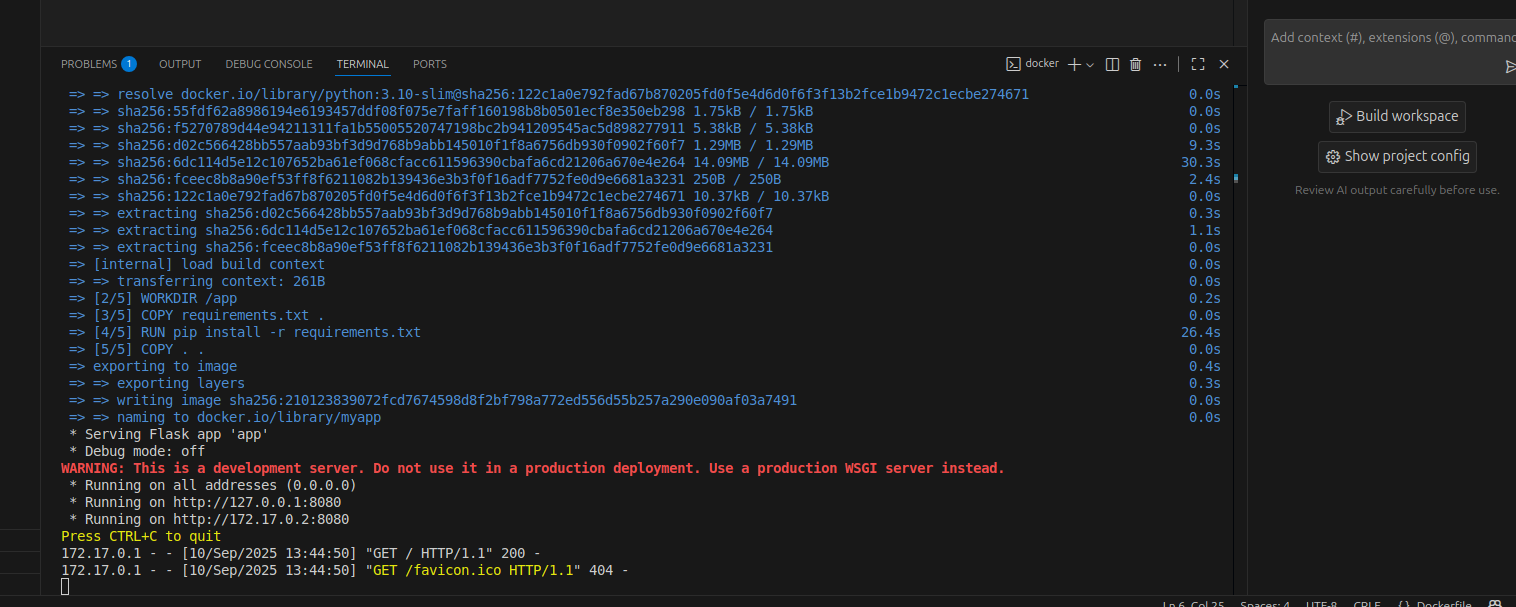 PROBLEMS 1 OUTPUT DEBUG CONSOLE TERMINAL PORTS docker
=> => resolve docker.io/library/python:3.10-slim@sha256:122c1a0e792fad67b870205fd0f5e4d6d0f6f3f13b2fce1b9472c1ecbe274671 0.0s
=> => sha256:55fdf62a8986194e6193457ddf08f075e7faff160198b8b0501ecf8e350eb298 1.75kB / 1.75kB 0.0s
=> => sha256:f5270789d44e94211311fa1b55005520747198bc2b941209545ac5d898277911 5.38kB / 5.38kB 0.0s
=> => sha256:d02c566428bb557aab93bf3d9d768b9abb145010f1f8a6756db930f0902f60f7 1.29MB / 1.29MB 9.3s
=> => sha256:6dc114d5e12c107652ba61ef068cfacc611596390cbafa6cd21206a670e4e264 14.09MB / 14.09MB 30.3s
=> => sha256:fceec8b8a90ef53ff8f6211082b139436e3b3f0f16adf7752fe0d9e6681a3231 250B / 250B 2.4s
=> => sha256:122c1a0e792fad67b870205fd0f5e4d6d0f6f3f13b2fce1b9472c1ecbe274671 10.37kB / 10.37kB 0.0s
=> => extracting sha256:d02c566428bb557aab93bf3d9d768b9abb145010f1f8a6756db930f0902f60f7 0.3s
=> => extracting sha256:6dc114d5e12c107652ba61ef068cfacc611596390cbafa6cd21206a670e4e264 1.1s
=> => extracting sha256:fceec8b8a90ef53ff8f6211082b139436e3b3f0f16adf7752fe0d9e6681a3231 0.0s
=> [internal] load build context 0.0s
=> => transferring context: 261B 0.0s
=> [2/5] WORKDIR /app 0.2s
=> [3/5] COPY requirements.txt . 0.0s
=> [4/5] RUN pip install -r requirements.txt 26.4s
=> [5/5] COPY . . 0.0s
=> exporting to image 0.4s
=> => exporting layers 0.3s
=> => writing image sha256:210123839072fcd7674598d8f2bf798a772ed556d55b257a290e090af03a7491 0.0s
=> => naming to docker.io/library/myapp 0.0s
* Serving Flask app 'app'
* Debug mode: off
WARNING: This is a development server. Do not use it in a production deployment. Use a production WSGI server instead.
* Running on all addresses (0.0.0.0)
* Running on http://127.0.0.1:8080
* Running on http://172.17.0.2:8080
Press CTRL+C to quit
172.17.0.1 - - [10/Sep/2025 13:44:50] "GET / HTTP/1.1" 200 -
172.17.0.1 - - [10/Sep/2025 13:44:50] "GET /favicon.ico HTTP/1.1" 404 -
Add context (#), extensions (@), command
Build workspace
Show project config
Review AI output carefully before use.
Ln 6, Col 25 Spaces: 4 UTF-8 CRLF {} Dockerfile